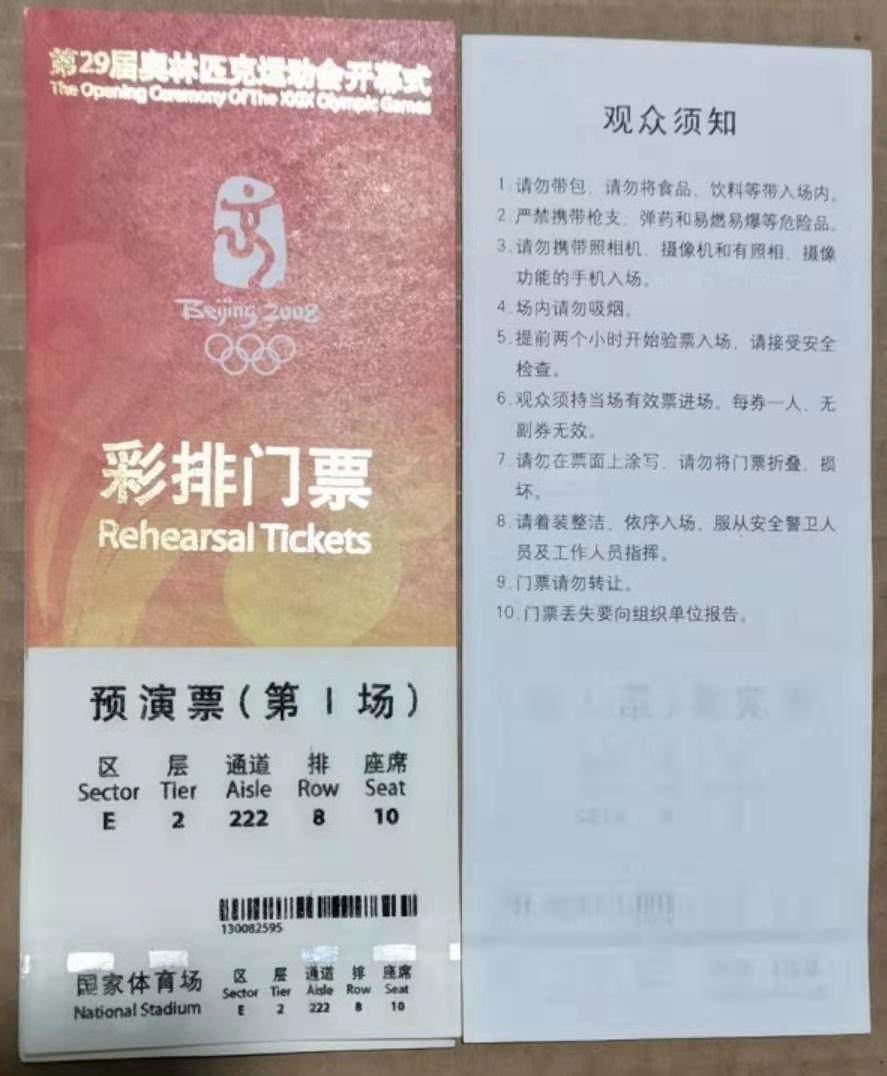 第29届奥林匹克运动会开幕式
The Opening Ceremony Of The XXIX Olympic Games
Beijing 2008
彩排门票
Rehearsal Tickets
预演票(第 1 场)
区 层 通道 排 座席
Sector Tier Aisle Row Seat
E 2 222 8 10
130082595
国家体育场
National Stadium
区 层 通道 排 座席
Sector Tier Aisle Row Seat
E 2 222 8 10
观众须知
1.请勿带包、请勿将食品、饮料等带入场内。
2.严禁携带枪支、弹药和易燃易爆等危险品。
3.请勿携带照相机、摄像机和有照相、摄像
功能的手机入场。
4.场内请勿吸烟。
5.提前两个小时开始验票入场、请接受安全
检查。
6.观众须持当场有效票进场。每券一人、无
副券无效。
7.请勿在票面上涂写、请勿将门票折叠、损
坏。
8.请着装整洁、依序入场、服从安全警卫人
员及工作人员指挥。
9.门票请勿转让。
10.门票丢失要向组织单位报告。